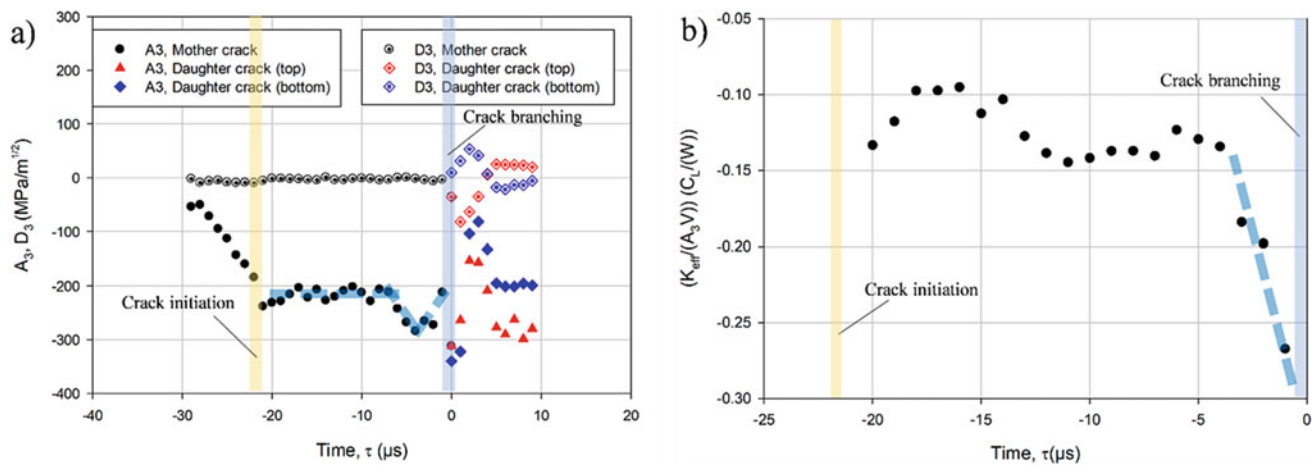 a)
A3, Mother crack
A3, Daughter crack (top)
A3, Daughter crack (bottom)
D3, Mother crack
D3, Daughter crack (top)
D3, Daughter crack (bottom)
Crack branching
Crack initiation
300
200
100
0
-100
-200
-300
-400
A₃, D₃ (MPa/m¹/²)
-40
-30
-20
-10
0
10
20
Time, τ (µs)
b)
Crack branching
Crack initiation
-0.05
-0.10
-0.15
-0.20
-0.25
-0.30
(Kₑff/(A₃V)) (C_L/(W))
-25
-20
-15
-10
-5
0
Time, τ(µs)